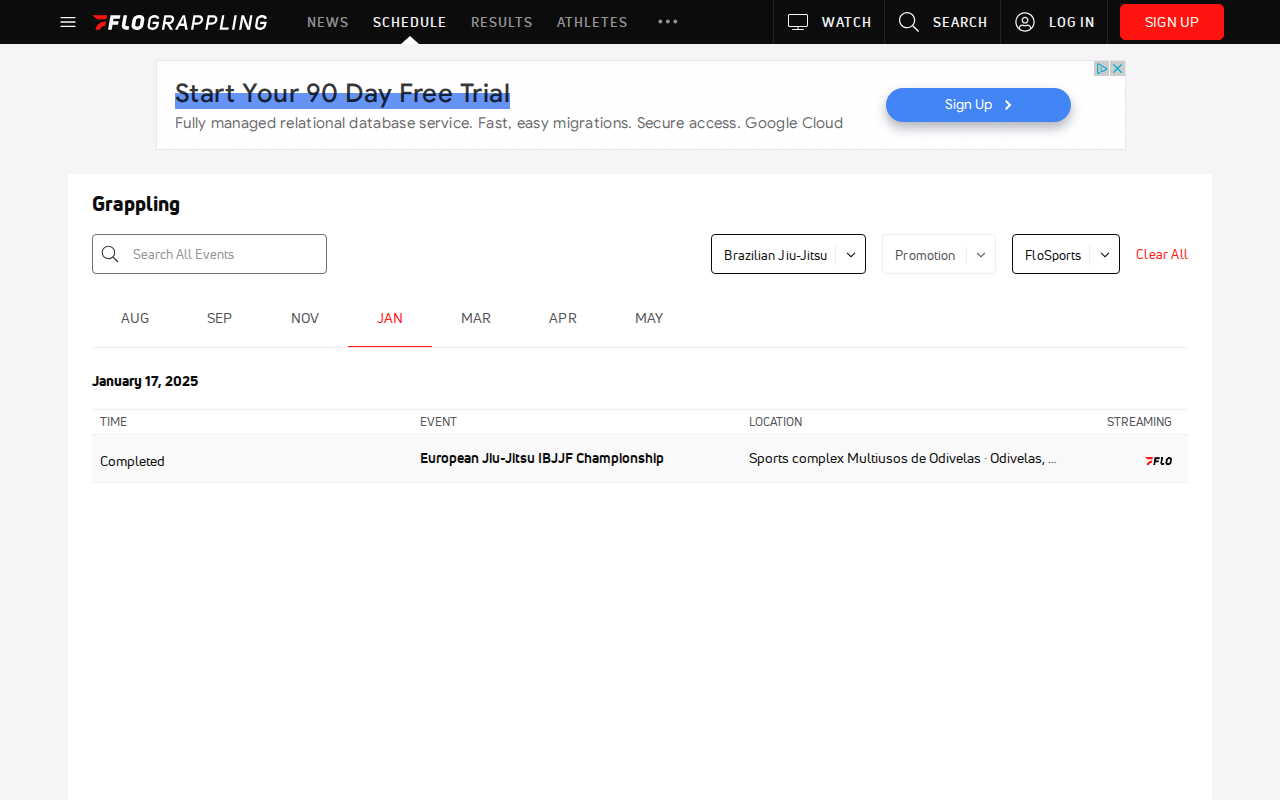 FLOGRAPPLING NEWS SCHEDULE RESULTS ATHLETES WATCH SEARCH LOG IN SIGN UP
Start Your 90 Day Free Trial
Fully managed relational database service. Fast, easy migrations. Secure access. Google Cloud
Sign Up
Grappling
Search All Events Brazilian Jiu-Jitsu Promotion FloSports Clear All
AUG SEP NOV JAN MAR APR MAY
January 17, 2025
TIME EVENT LOCATION STREAMING
Completed European Jiu-Jitsu IBJJF Championship Sports complex Multiusos de Odivelas · Odivelas, ... FLO